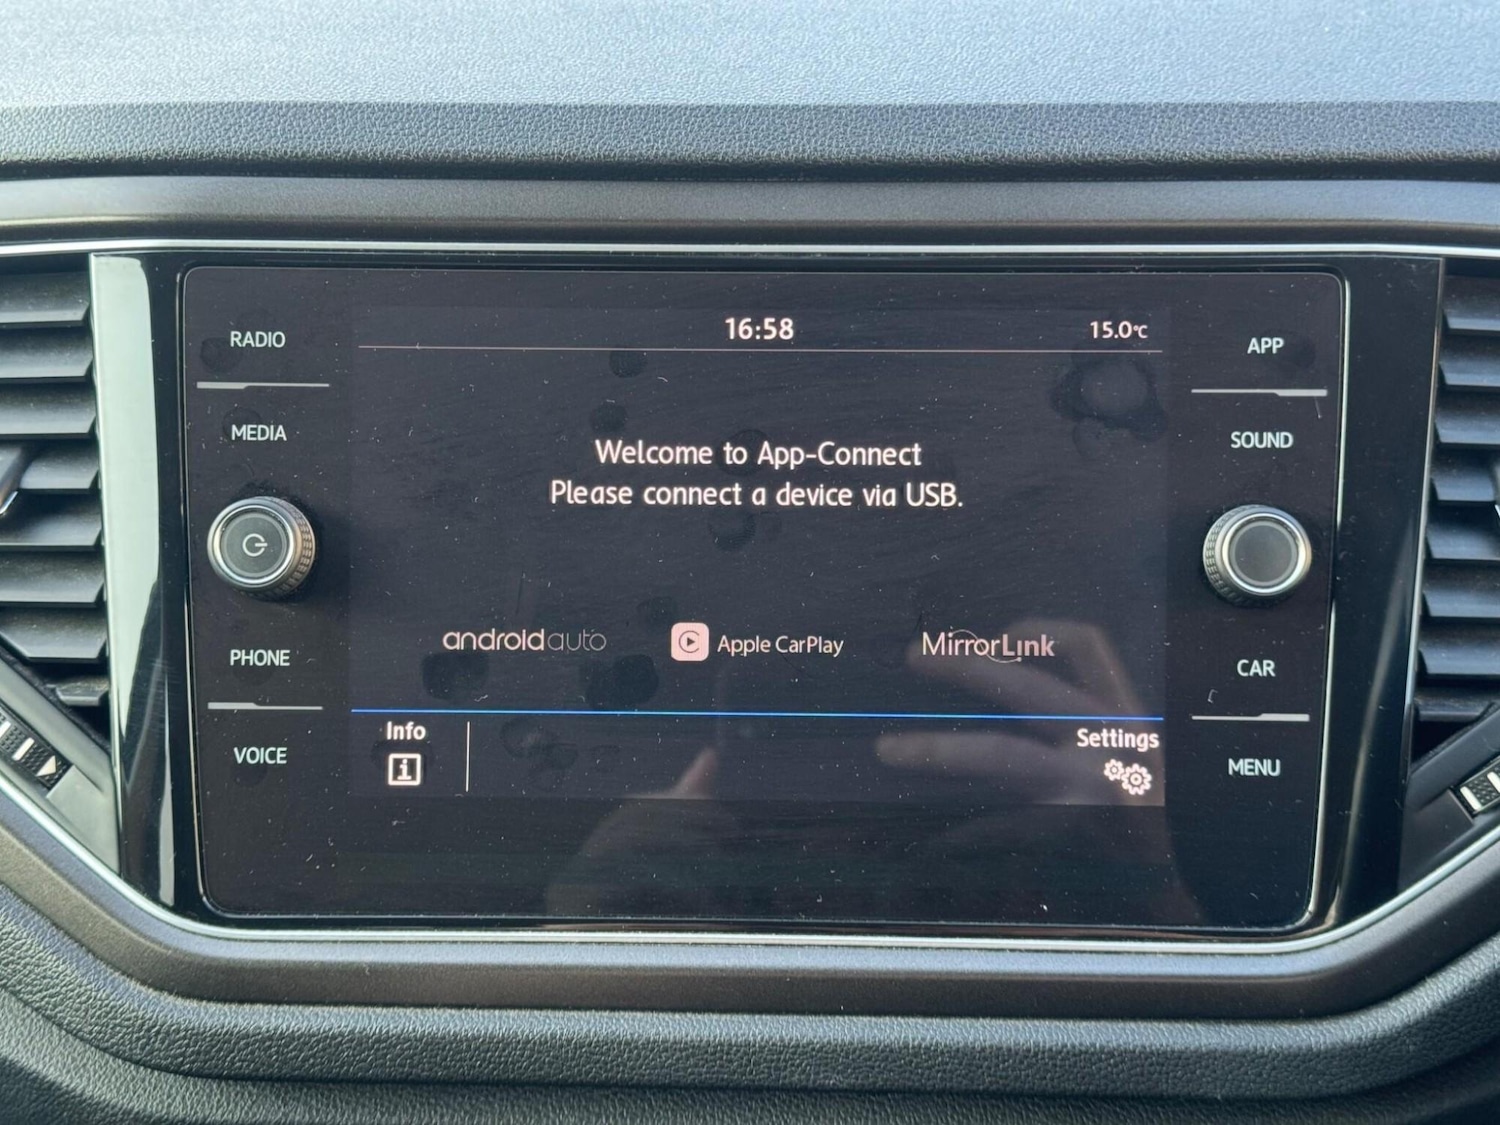 16:58
15.0°C
RADIO
MEDIA
PHONE
VOICE
Welcome to App-Connect
Please connect a device via USB.
androidauto
Apple CarPlay
MirrorLink
Info
i
Settings
APP
SOUND
CAR
MENU